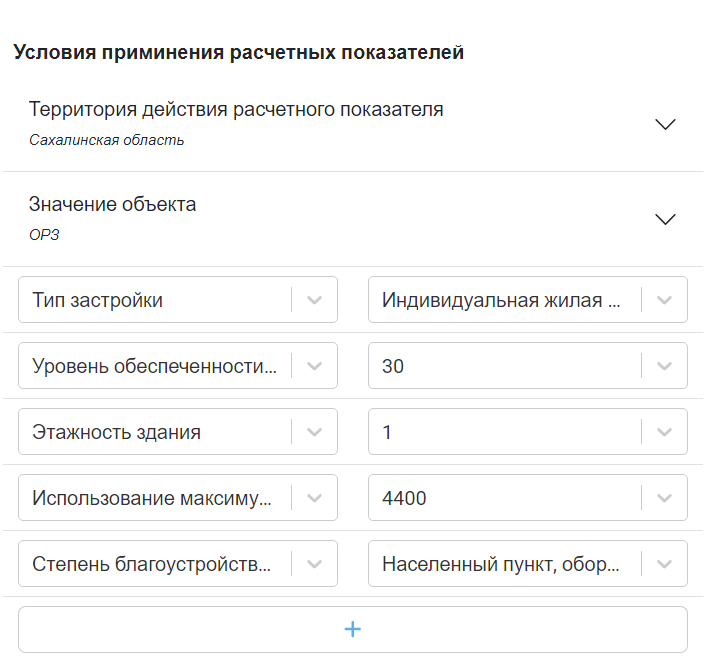 Условия приминения расчетных показателей
Территория действия расчетного показателя
Сахалинская область
Значение объекта
ОРЗ
Тип застройки
Индивидуальная жилая ...
Уровень обеспеченности...
30
Этажность здания
1
Использование максиму...
4400
Степень благоустройств...
Населенный пункт, обор...
+